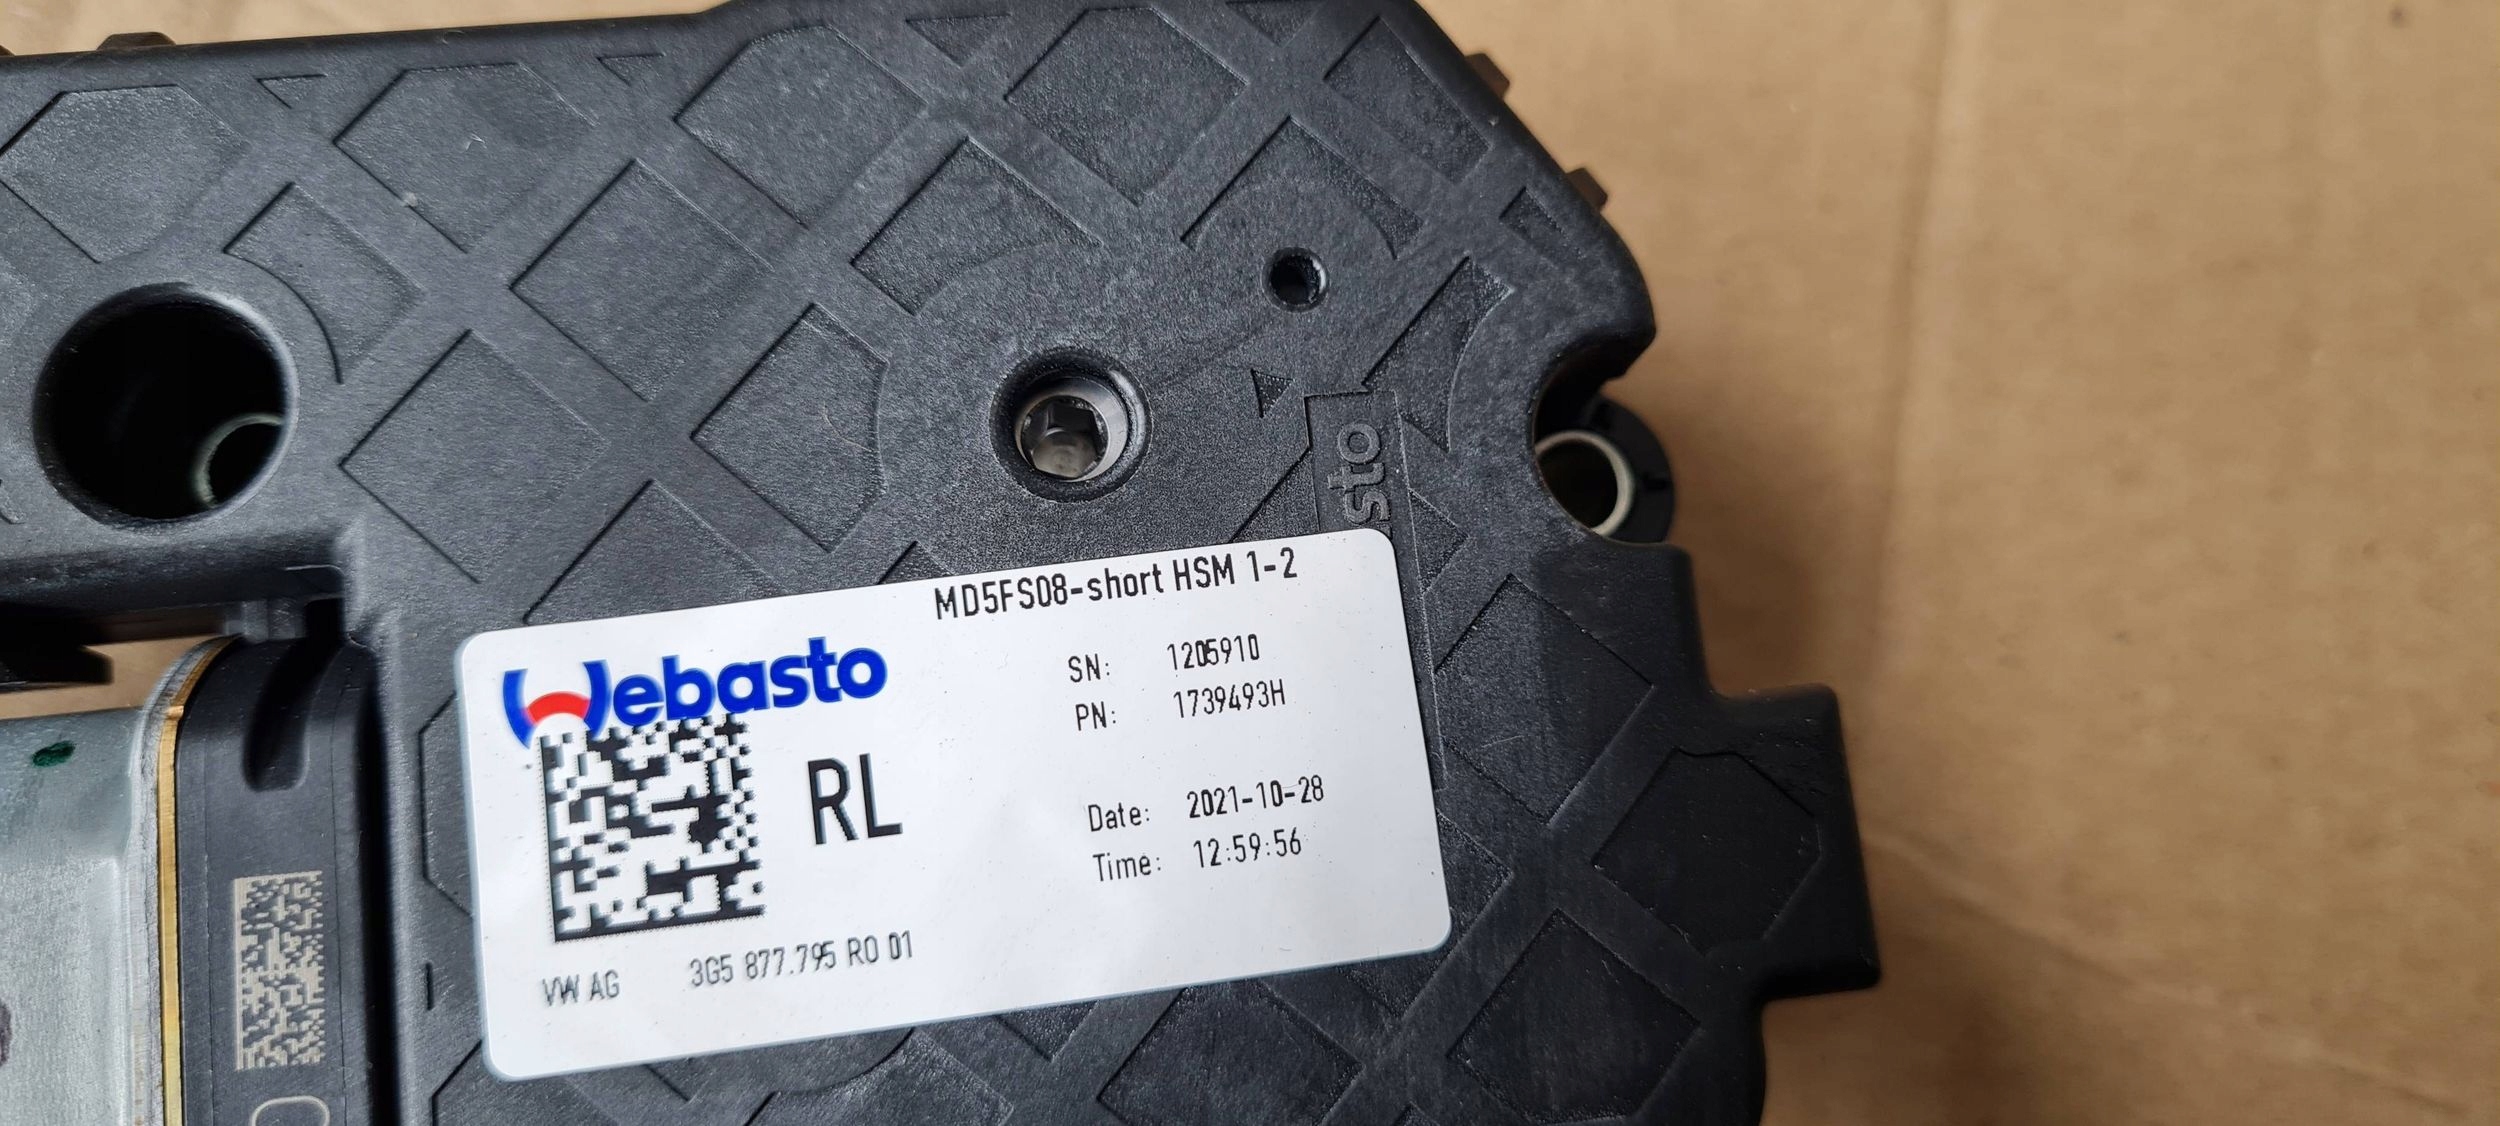 sto
MD5FS08-short HSM 1-2
Webasto
SN: 1205910
PN: 1739493H
RL
Date: 2021-10-28
Time: 12:59:56
VW AG 3G5 877.795 RO 01